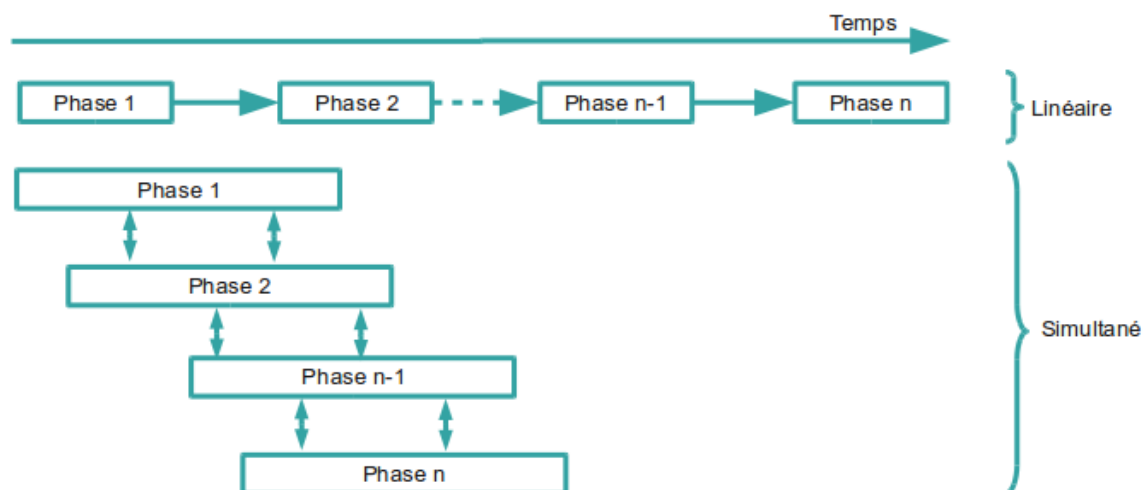 Temps
Phase 1
Phase 2
Phase n-1
Phase n
Linéaire
Phase 1
Phase 2
Phase n-1
Phase n
Simultané